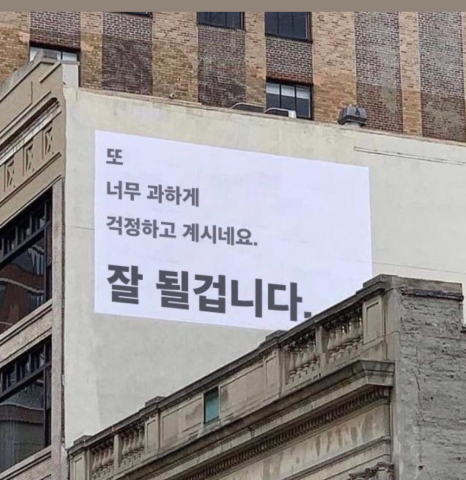 또
너무 과하게
걱정하고 계시네요.
잘 될겁니다.